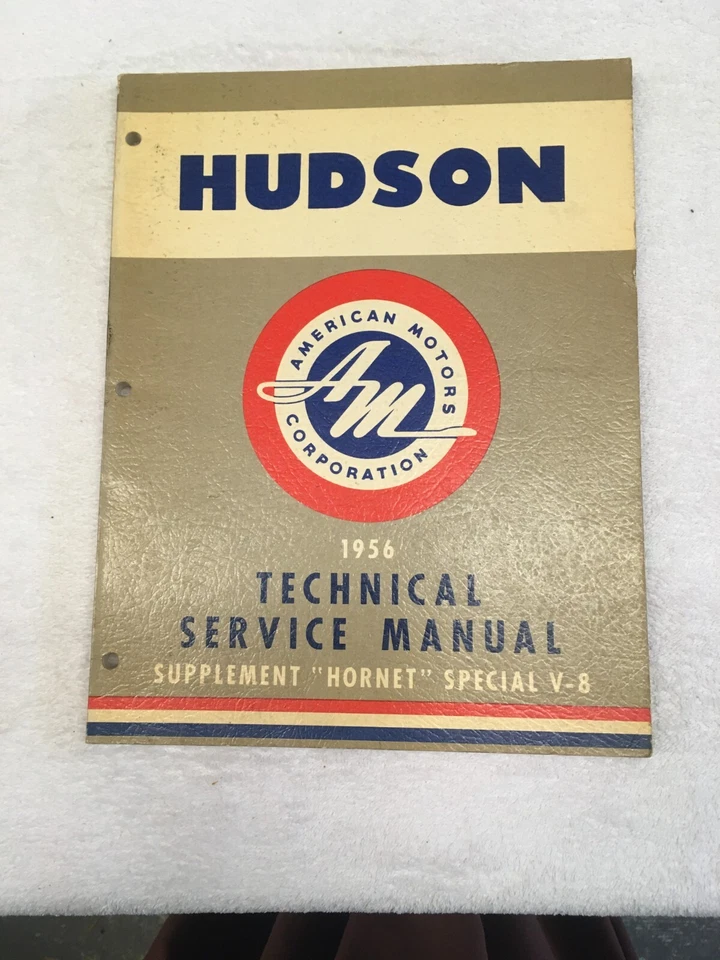 HUDSON
AMERICAN MOTORS
AM
CORPORATION
1956
TECHNICAL
SERVICE MANUAL
SUPPLEMENT "HORNET" SPECIAL V-8